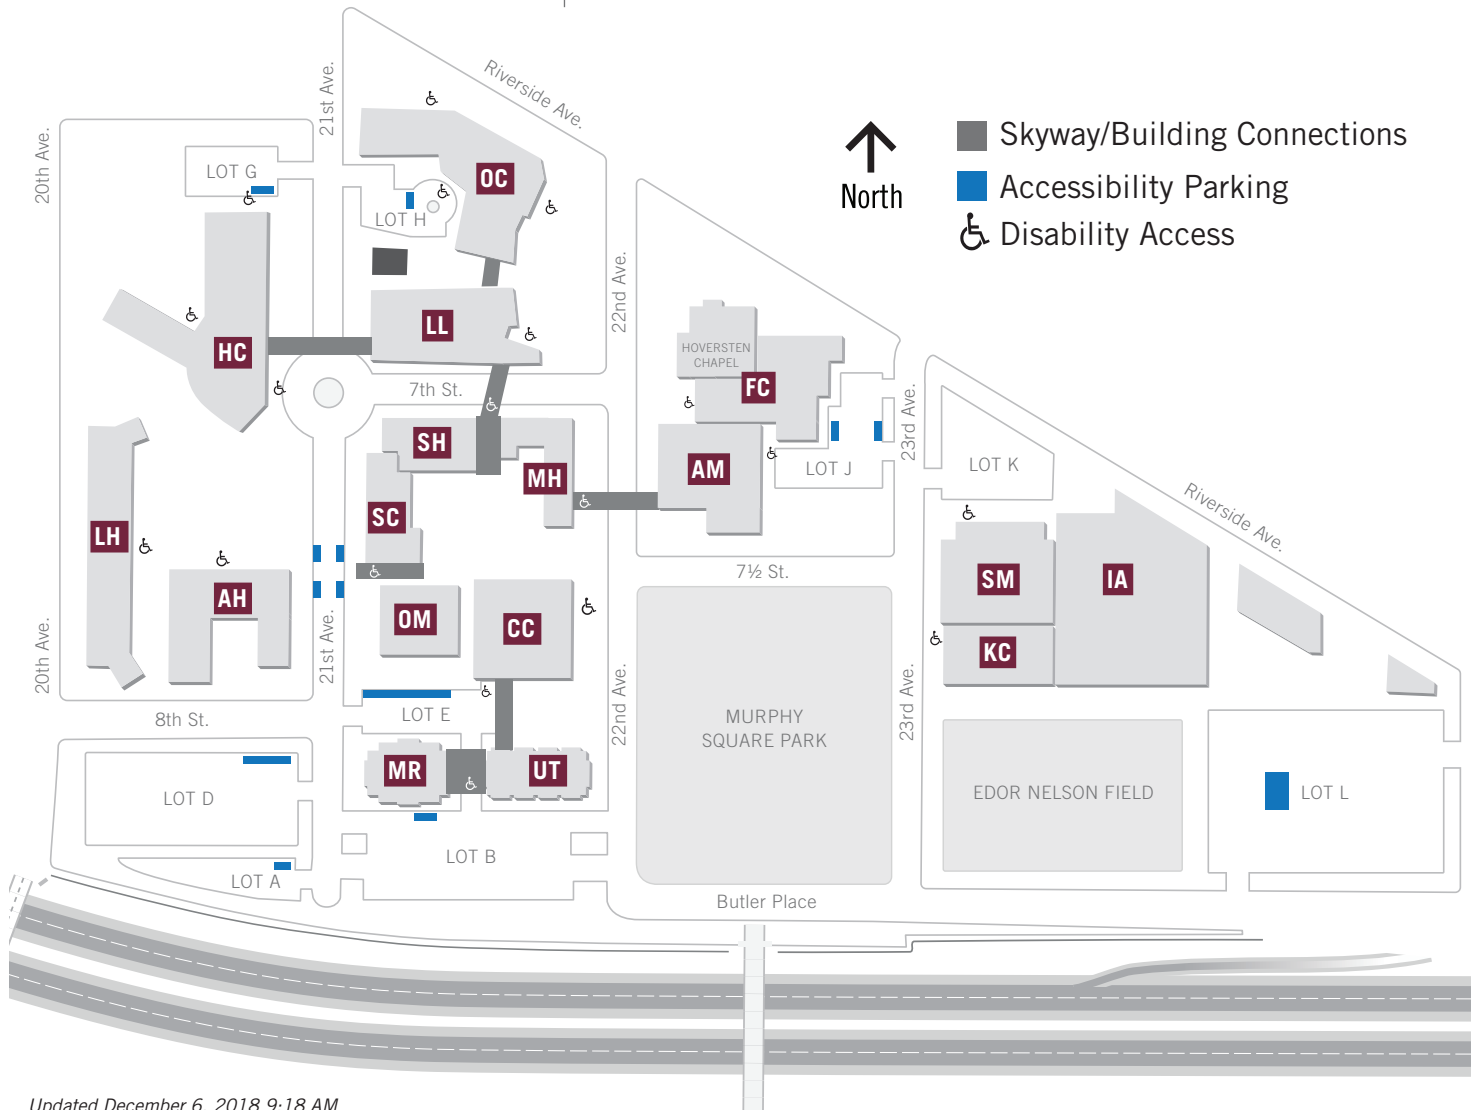 Riverside Ave.
21st Ave.
20th Ave.
LOT G
OC
LOT H
North
Skyway/Building Connections
Accessibility Parking
Disability Access
22nd Ave.
LL
HC
HOVERSTEN
CHAPEL
FC
7th St.
23rd Ave.
SH
MH
AM
LOT J
LOT K
SC
LH
Riverside Ave.
AH
7½ St.
SM
IA
OM
CC
KC
20th Ave.
21st Ave.
22nd Ave.
23rd Ave.
8th St.
LOT E
MURPHY
SQUARE PARK
MR
UT
LOT D
EDOR NELSON FIELD
LOT L
LOT B
LOT A
Butler Place
Updated December 6, 2018 9:18 AM